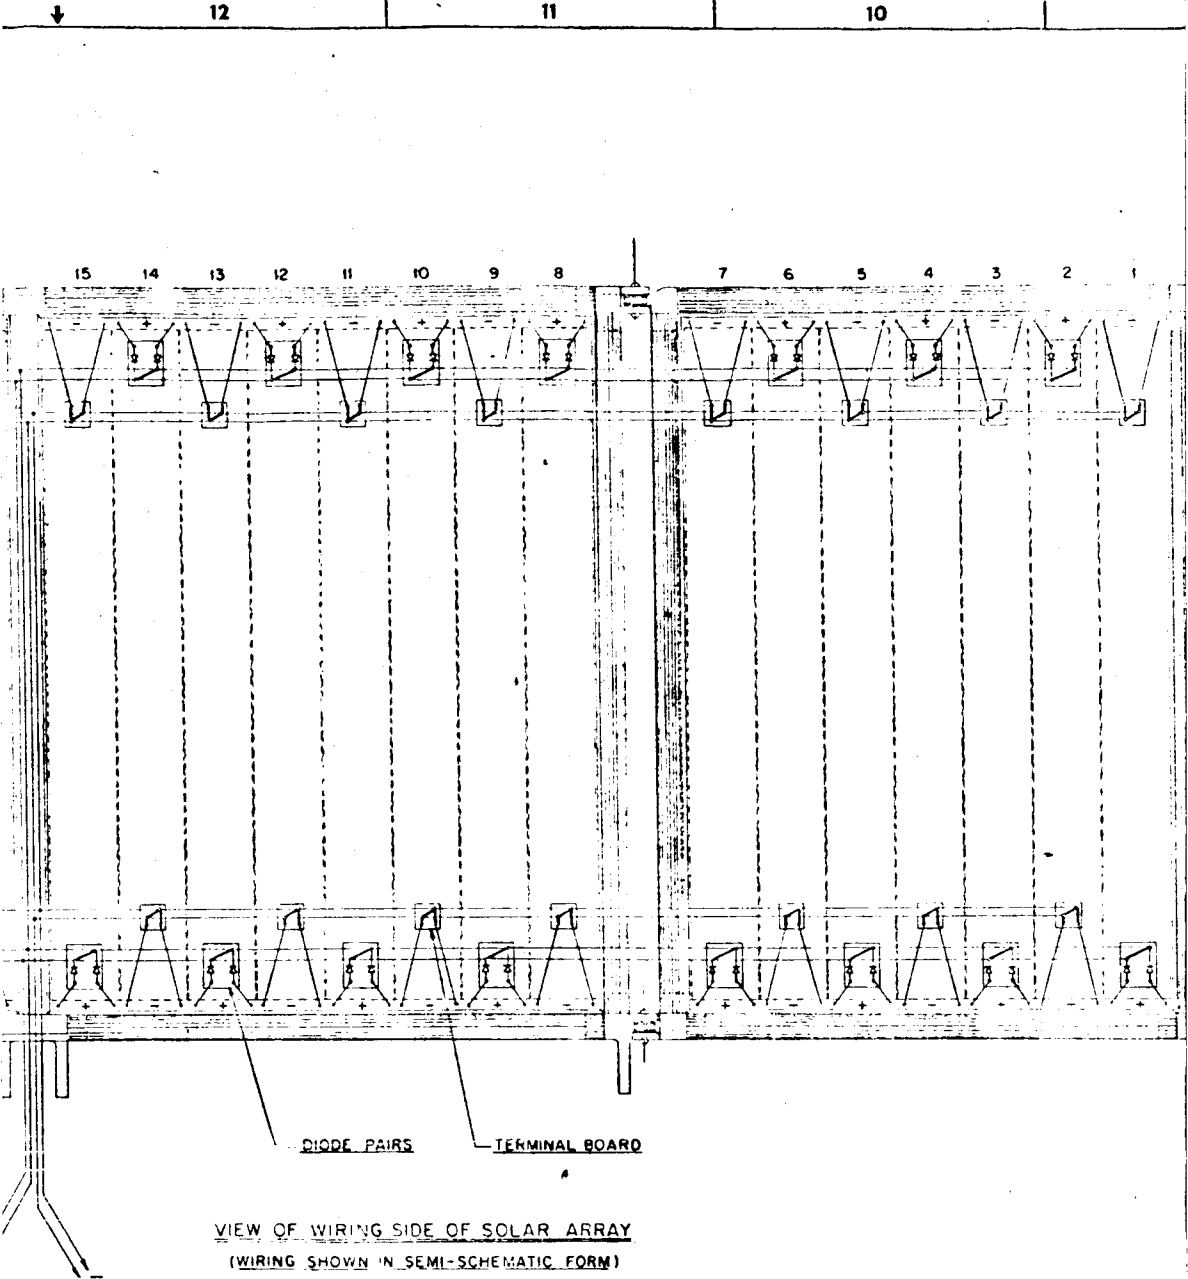 12 11 10
15 14 13 12 11 10 9 8 7 6 5 4 3 2 1
- + - + - + - + - + - + - + -
+ - + - + - + - + - + - + - +
DIODE PAIRS
TERMINAL BOARD
VIEW OF WIRING SIDE OF SOLAR ARRAY
(WIRING SHOWN IN SEMI-SCHEMATIC FORM)
-